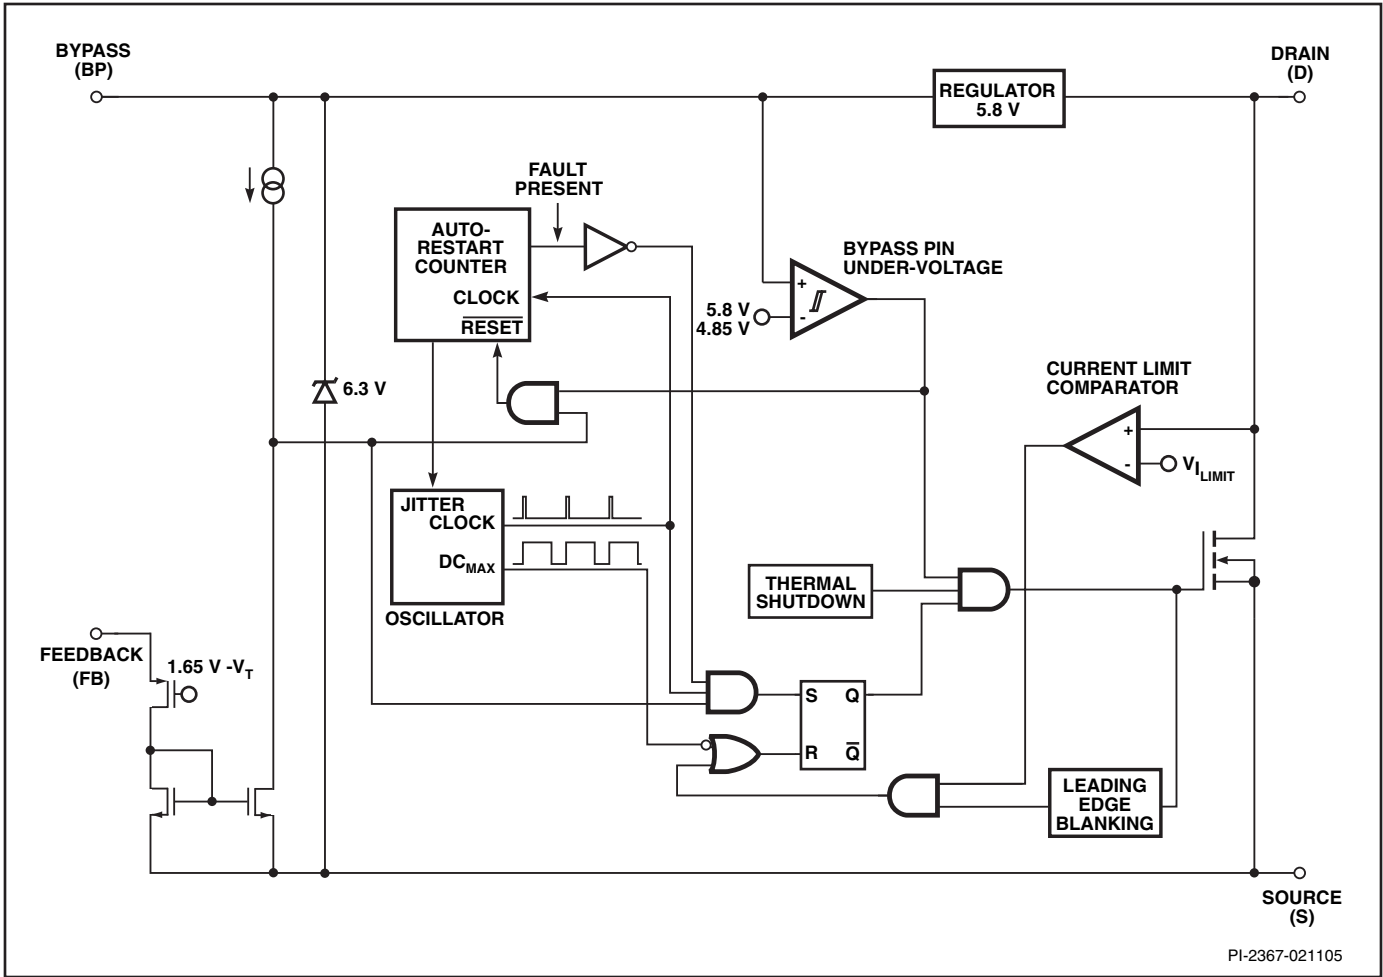 BYPASS
(BP)
DRAIN
(D)
REGULATOR
5.8 V
FAULT
PRESENT
AUTO-
RESTART
COUNTER
CLOCK
RESET
BYPASS PIN
UNDER-VOLTAGE
+
-
5.8 V
4.85 V
6.3 V
CURRENT LIMIT
COMPARATOR
+
-
VILIMIT
JITTER
CLOCK
DCMAX
OSCILLATOR
THERMAL
SHUTDOWN
FEEDBACK
(FB)
1.65 V -VT
S Q
R Q̅
LEADING
EDGE
BLANKING
SOURCE
(S)
PI-2367-021105